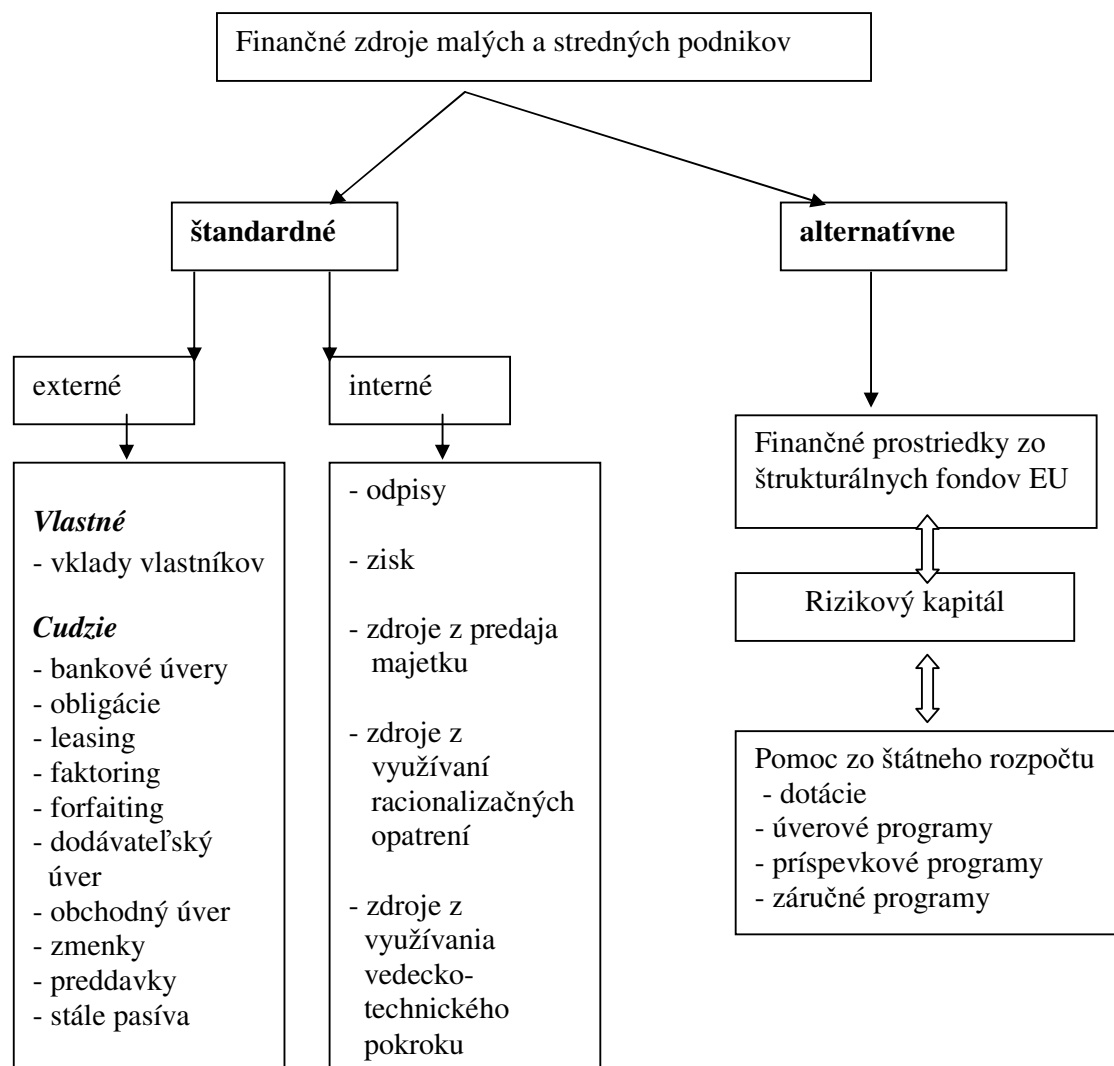 Finančné zdroje malých a stredných podnikov
štandardné
alternatívne
externé
interné
Vlastné
- vklady vlastníkov
Cudzie
- bankové úvery
- obligácie
- leasing
- faktoring
- forfaiting
- dodávateľský
úver
- obchodný úver
- zmenky
- preddavky
- stále pasíva
- odpisy
- zisk
- zdroje z predaja
majetku
- zdroje z
využívaní
racionalizačných
opatrení
- zdroje z
využívania
vedecko-
technického
pokroku
Finančné prostriedky zo
štrukturálnych fondov EU
Rizikový kapitál
Pomoc zo štátneho rozpočtu
- dotácie
- úverové programy
- príspevkové programy
- záručné programy